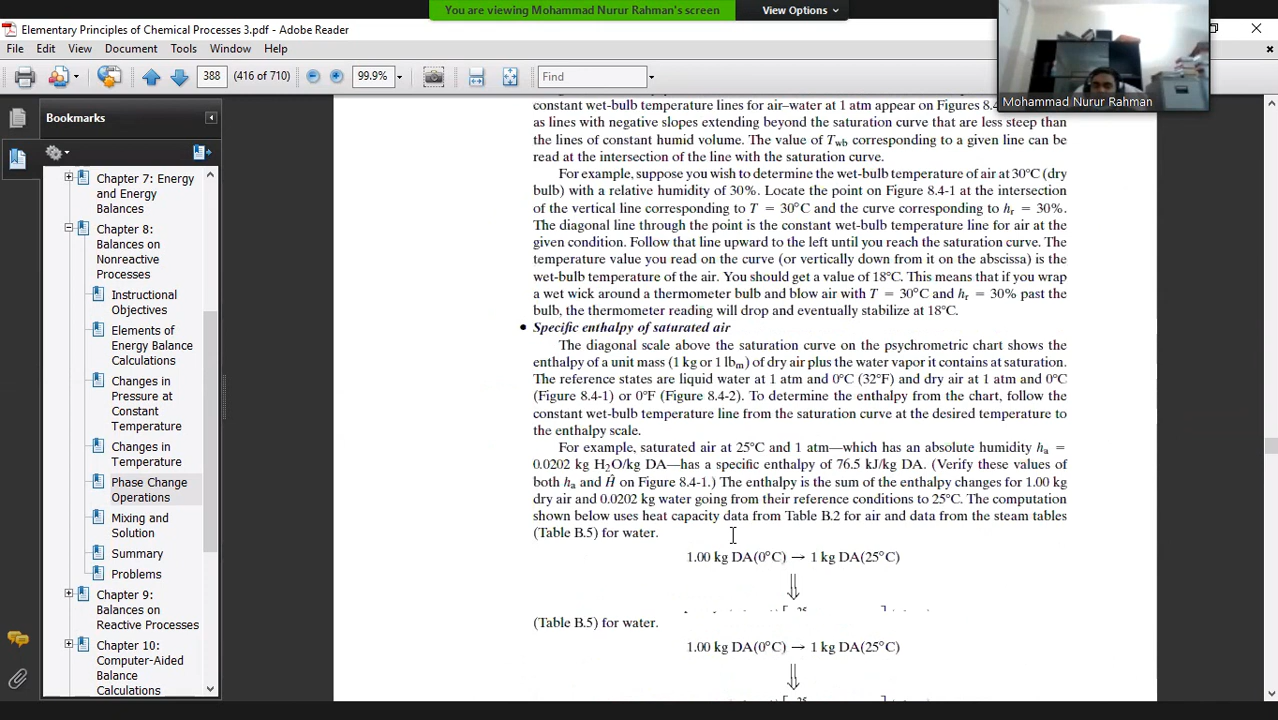 You are viewing Mohammad Nurur Rahman's screen
View Options
Elementary Principles of Chemical Processes 3.pdf - Adobe Reader
File Edit View Document Tools Window Help
388 (416 of 710) 99.9% Find
Mohammad Nurur Rahman
Bookmarks
Chapter 7: Energy
and Energy
Balances
Chapter 8:
Balances on
Nonreactive
Processes
Instructional
Objectives
Elements of
Energy Balance
Calculations
Changes in
Pressure at
Constant
Temperature
Changes in
Temperature
Phase Change
Operations
Mixing and
Solution
Summary
Problems
Chapter 9:
Balances on
Reactive Processes
Chapter 10:
Computer-Aided
Balance
Calculations
constant wet-bulb temperature lines for air–water at 1 atm appear on Figures 8.4
as lines with negative slopes extending beyond the saturation curve that are less steep than
the lines of constant humid volume. The value of Twb corresponding to a given line can be
read at the intersection of the line with the saturation curve.
For example, suppose you wish to determine the wet-bulb temperature of air at 30°C (dry
bulb) with a relative humidity of 30%. Locate the point on Figure 8.4-1 at the intersection
of the vertical line corresponding to T = 30°C and the curve corresponding to hr = 30%.
The diagonal line through the point is the constant wet-bulb temperature line for air at the
given condition. Follow that line upward to the left until you reach the saturation curve. The
temperature value you read on the curve (or vertically down from it on the abscissa) is the
wet-bulb temperature of the air. You should get a value of 18°C. This means that if you wrap
a wet wick around a thermometer bulb and blow air with T = 30°C and hr = 30% past the
bulb, the thermometer reading will drop and eventually stabilize at 18°C.
• Specific enthalpy of saturated air
The diagonal scale above the saturation curve on the psychrometric chart shows the
enthalpy of a unit mass (1 kg or 1 lbm) of dry air plus the water vapor it contains at saturation.
The reference states are liquid water at 1 atm and 0°C (32°F) and dry air at 1 atm and 0°C
(Figure 8.4-1) or 0°F (Figure 8.4-2). To determine the enthalpy from the chart, follow the
constant wet-bulb temperature line from the saturation curve at the desired temperature to
the enthalpy scale.
For example, saturated air at 25°C and 1 atm—which has an absolute humidity ha =
0.0202 kg H2O/kg DA—has a specific enthalpy of 76.5 kJ/kg DA. (Verify these values of
both ha and Ĥ on Figure 8.4-1.) The enthalpy is the sum of the enthalpy changes for 1.00 kg
dry air and 0.0202 kg water going from their reference conditions to 25°C. The computation
shown below uses heat capacity data from Table B.2 for air and data from the steam tables
(Table B.5) for water.
1.00 kg DA(0°C) → 1 kg DA(25°C)
⇓
25
(Table B.5) for water.
1.00 kg DA(0°C) → 1 kg DA(25°C)
⇓